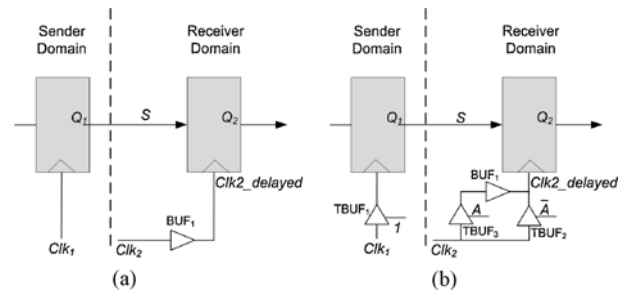 Sender Domain
Receiver Domain
Q1
S
Q2
Clk2_delayed
BUF1
Clk1
Clk2
(a)
Sender Domain
Receiver Domain
Q1
S
Q2
BUF1
Clk2_delayed
TBUF1
1
A
A̅
TBUF3
TBUF2
Clk1
Clk2
(b)